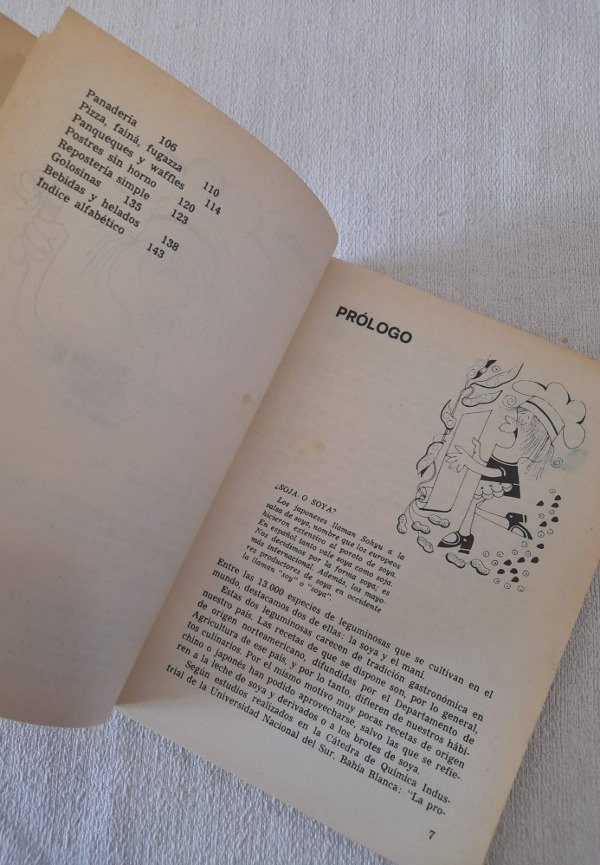 Panadería 106
Pizza, fainá, fugazza 110
Panqueques y waffles 114
Postres sin horno 120
Repostería simple 123
Golosinas 135
Bebidas y helados 138
Indice alfabético 143
PRÓLOGO
¿SOJA O SOYA?
Los japoneses llaman Sohyu a la
salsa de soya, nombre que los europeos
hicieron extensivo al poroto de soya.
En español tanto vale soya como soja.
Nos decidimos por la forma soya, es
más internacional. Además, los mayo-
res productores de soya en occidente
la llaman "soy" o "soya".
Entre las 13.000 especies de leguminosas que se cultivan en el
mundo, destacamos dos de ellas: la soya y el maní.
Estas dos leguminosas carecen de tradición gastronómica en
nuestro país. Las recetas de que se dispone son, por lo general,
de origen norteamericano, difundidas por el Departamento de
Agricultura de ese país, y por lo tanto, difieren de nuestros hábi-
tos culinarios. Por el mismo motivo muy pocas recetas de origen
chino o japonés han podido aprovecharse salvo las que se refie-
ren a la leche de soya y derivados o a los brotes de soya.
Según estudios realizados en la Cátedra de Química Indus-
trial de la Universidad Nacional del Sur, Bahía Blanca: "La pro-
7